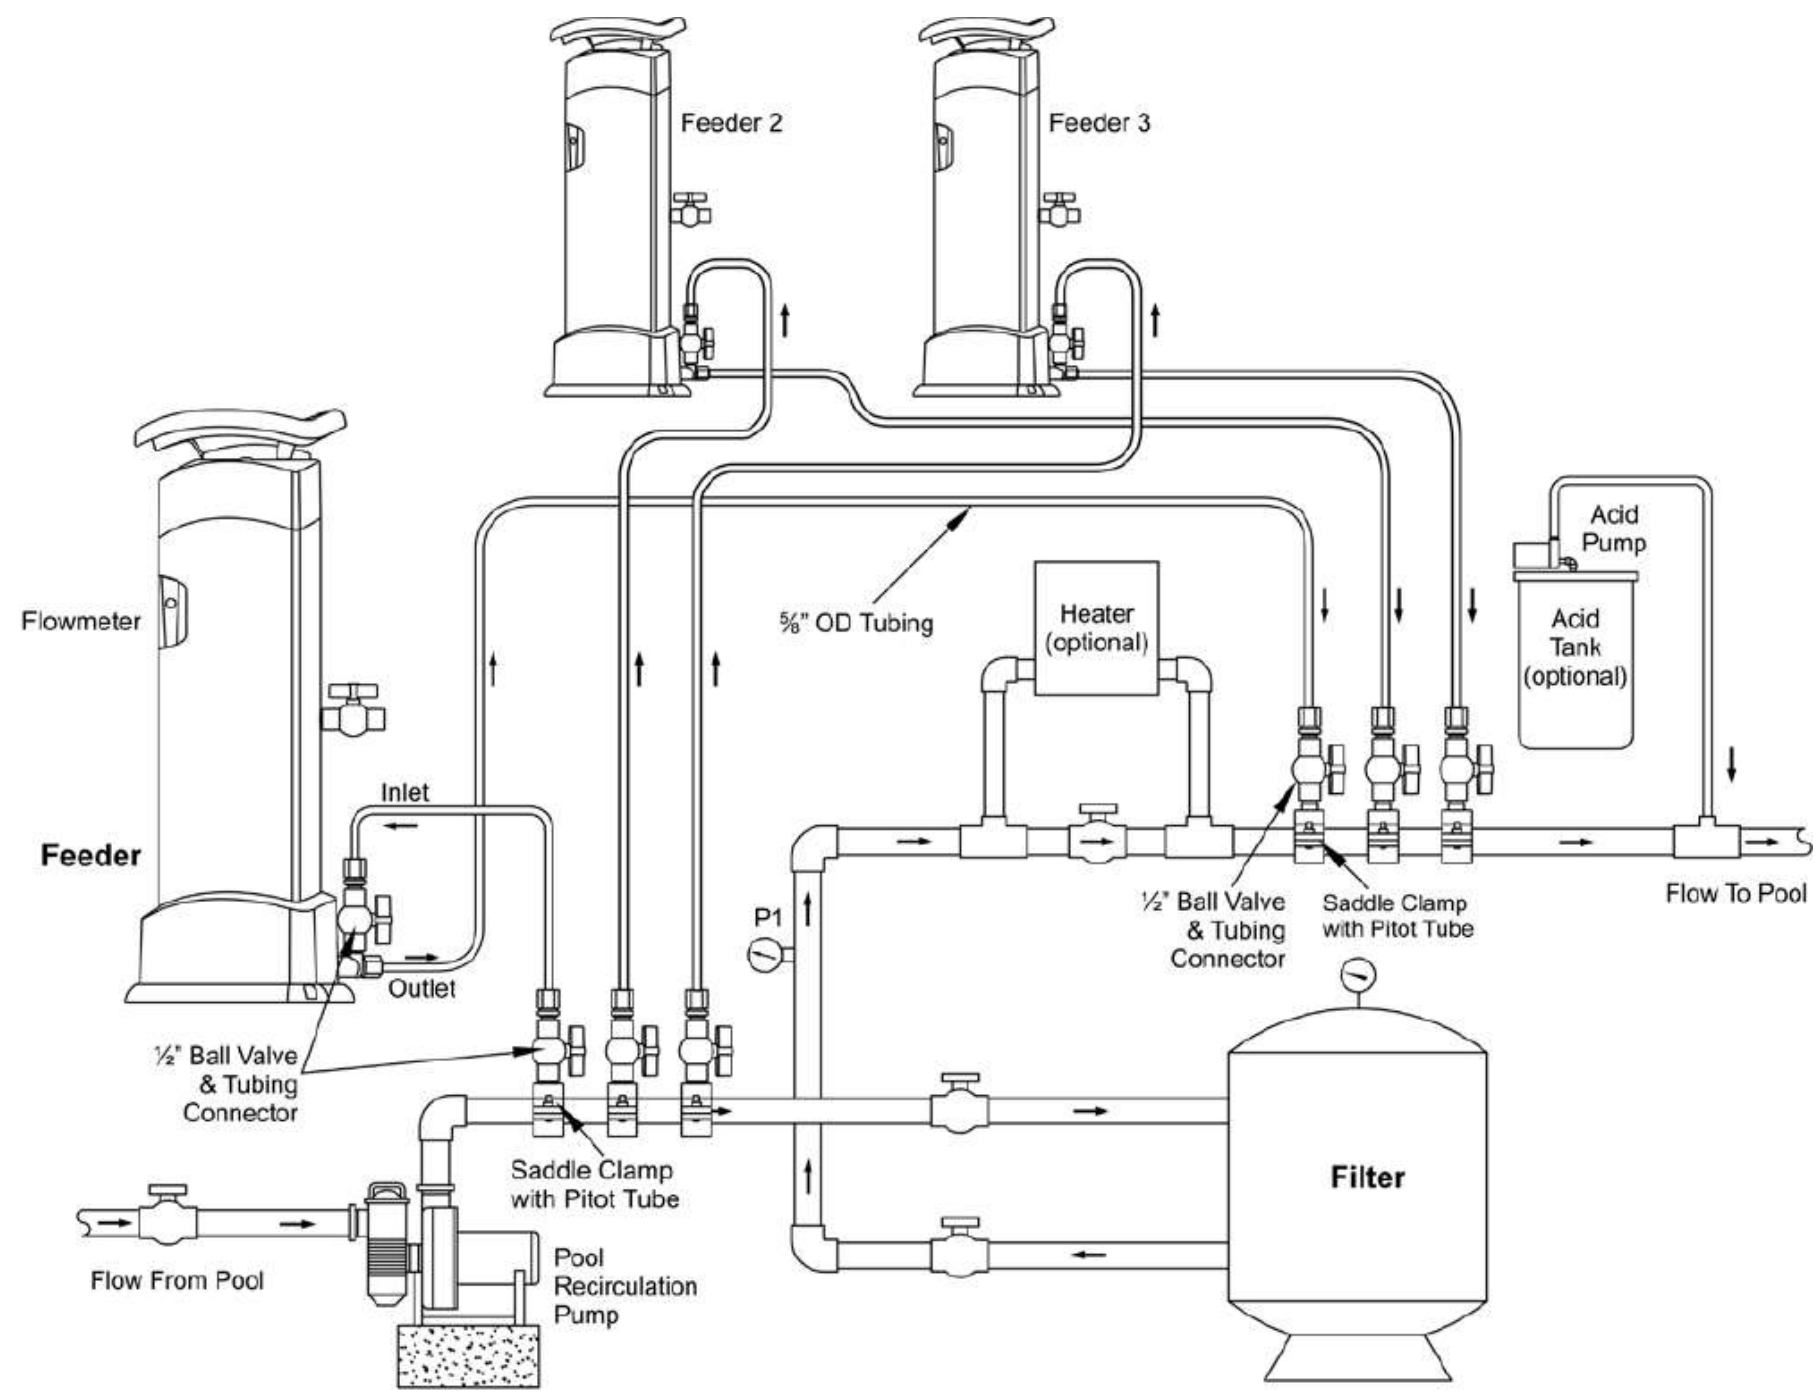 Feeder 2
Feeder 3
Flowmeter
Acid
Pump
⅝" OD Tubing
Heater
(optional)
Acid
Tank
(optional)
Inlet
Feeder
Outlet
P1
½" Ball Valve
& Tubing
Connector
Saddle Clamp
with Pitot Tube
Flow To Pool
½" Ball Valve
& Tubing
Connector
Saddle Clamp
with Pitot Tube
Filter
Flow From Pool
Pool
Recirculation
Pump